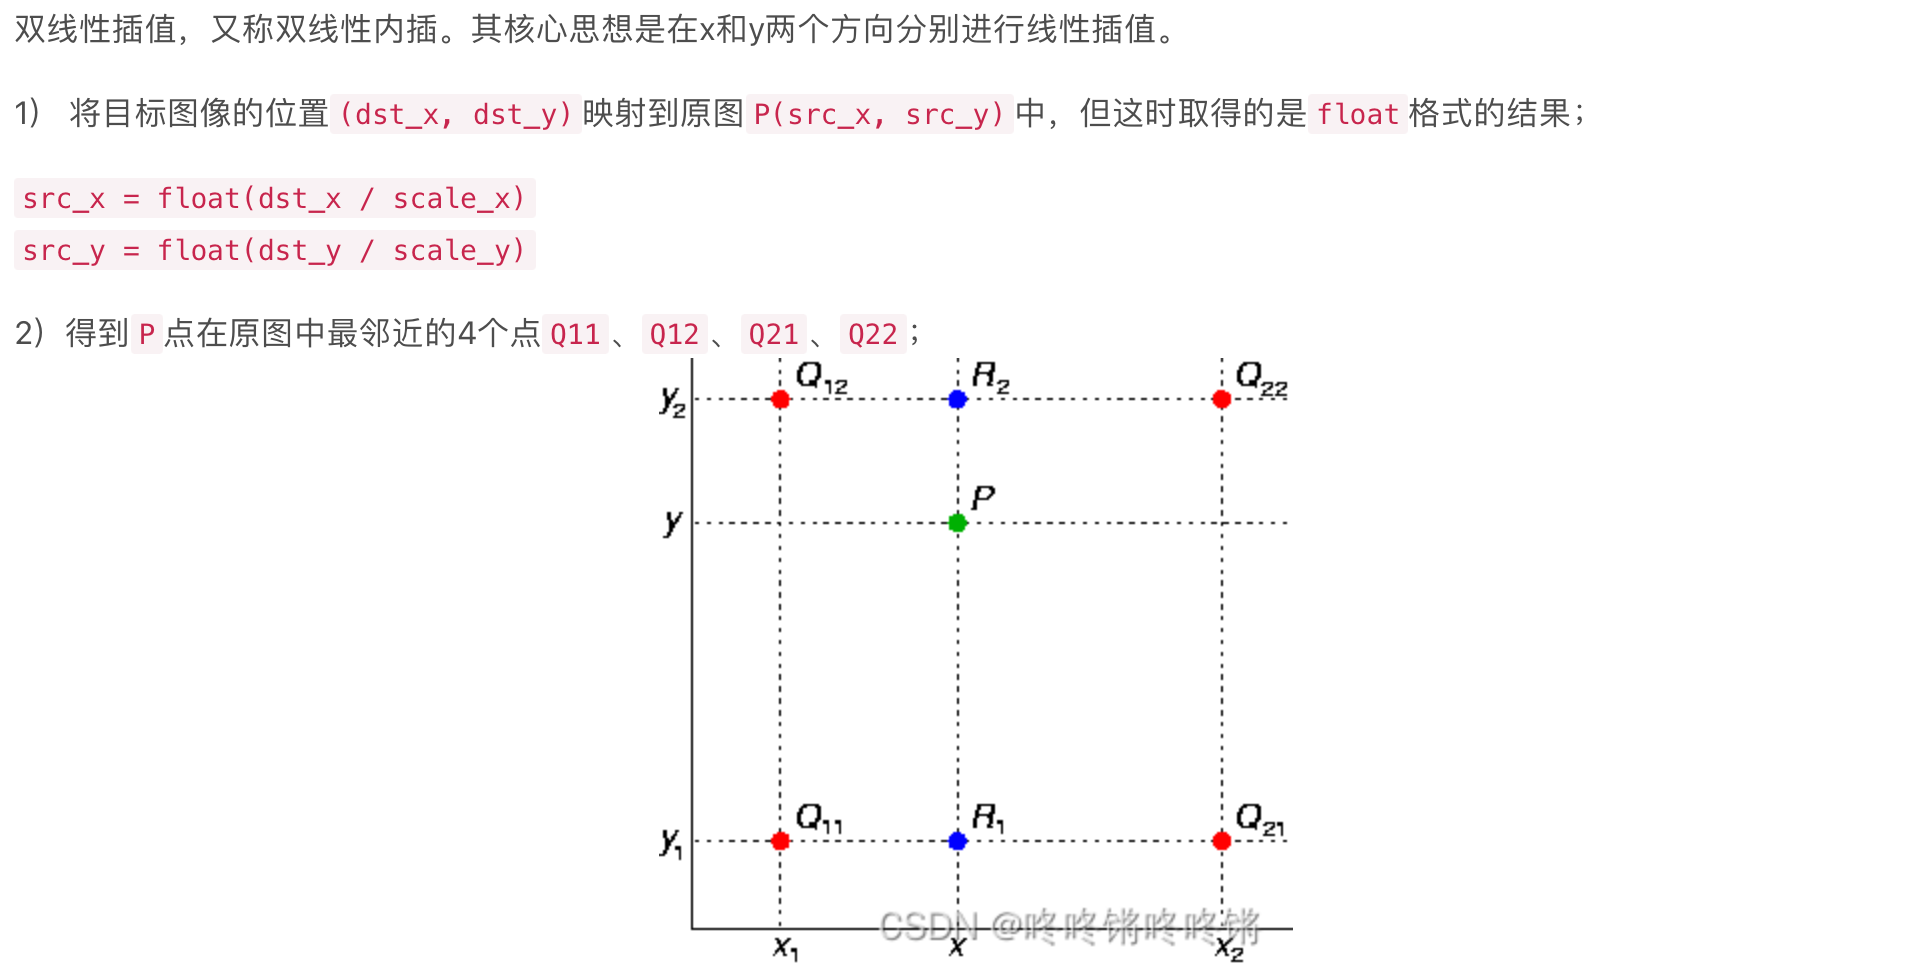 双线性插值，又称双线性内插。其核心思想是在x和y两个方向分别进行线性插值。
1） 将目标图像的位置(dst_x, dst_y)映射到原图P(src_x, src_y)中，但这时取得的是float格式的结果；
src_x = float(dst_x / scale_x)
src_y = float(dst_y / scale_y)
2）得到P点在原图中最邻近的4个点Q11、Q12、Q21、Q22；
y2 Q12 R2 Q22
y P
y1 Q11 R1 Q21
CSDN @咚咚锵咚咚锵
x1 x x2